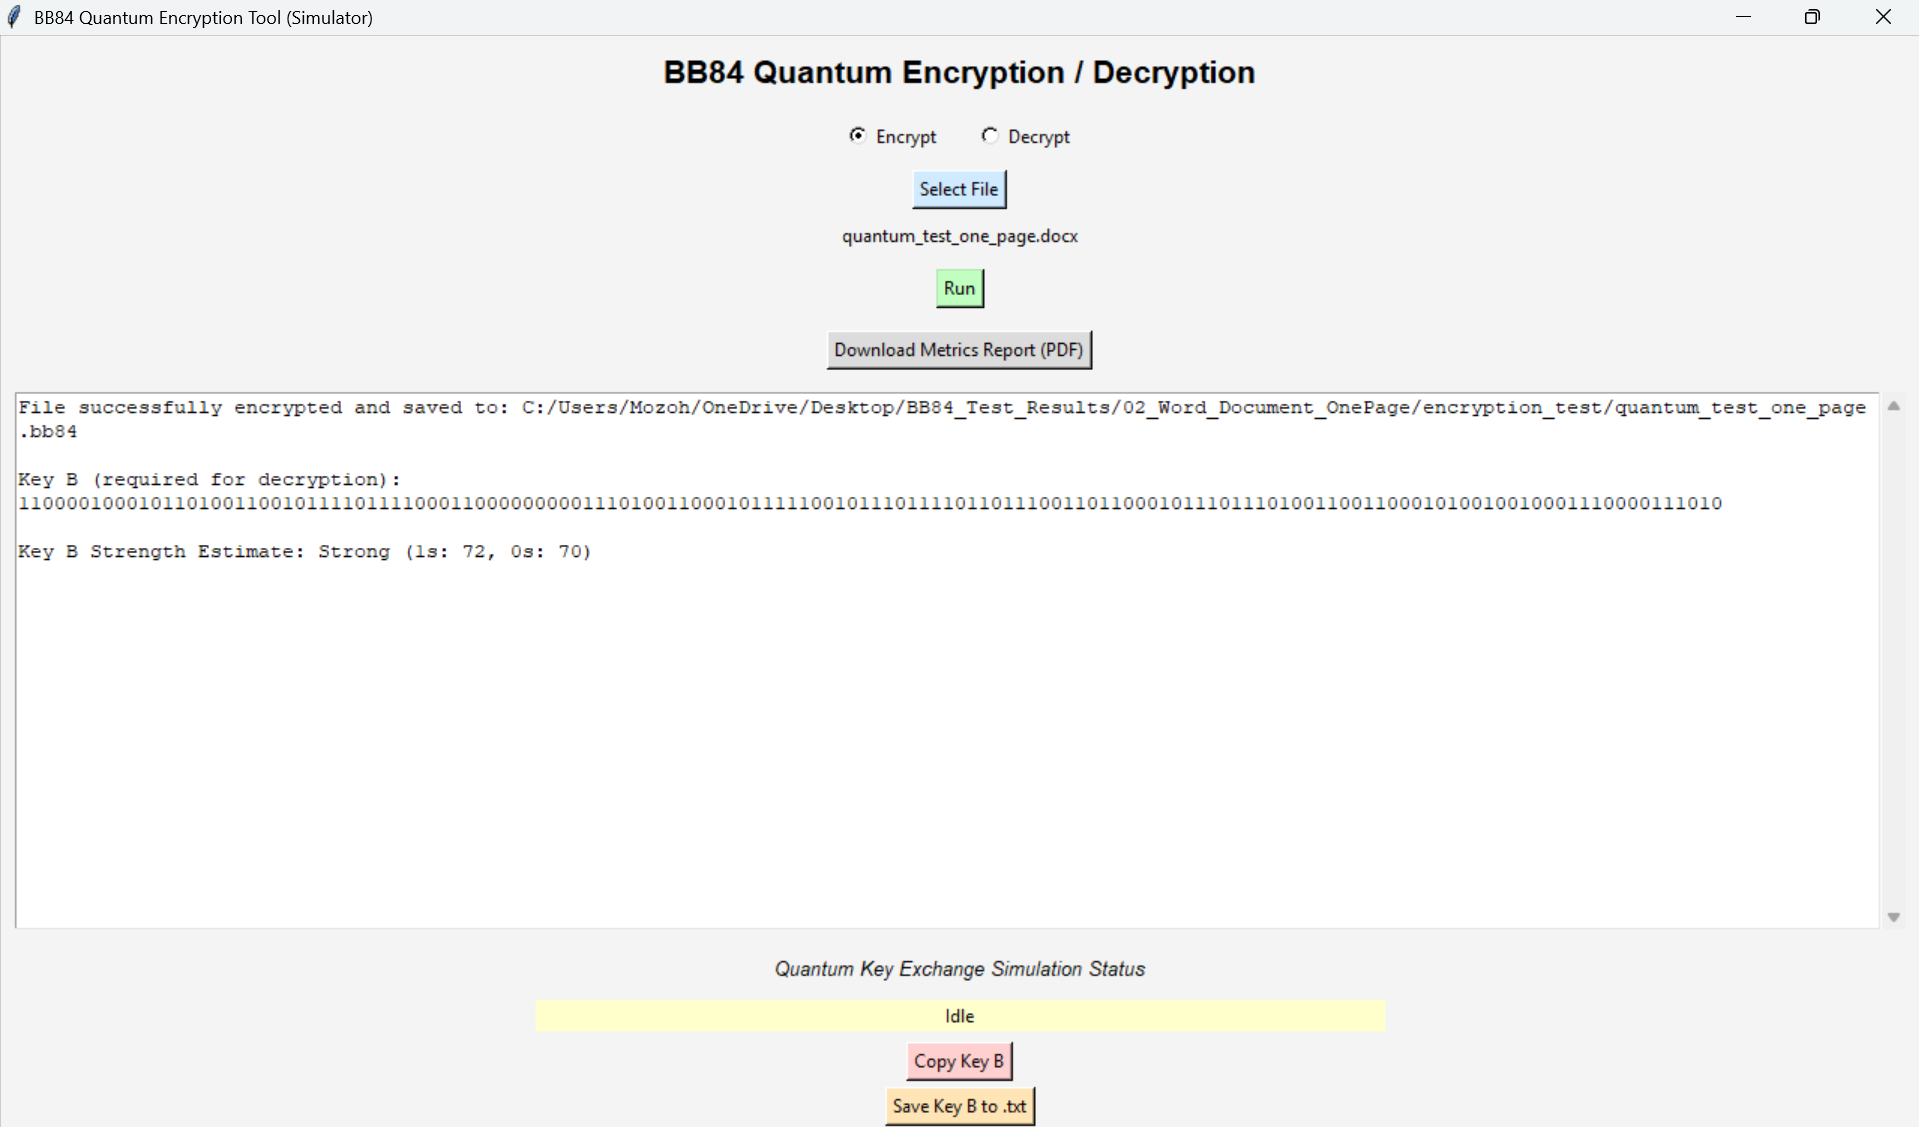 BB84 Quantum Encryption Tool (Simulator)
BB84 Quantum Encryption / Decryption
Encrypt Decrypt
Select File
quantum_test_one_page.docx
Run
Download Metrics Report (PDF)
File successfully encrypted and saved to: C:/Users/Mozoh/OneDrive/Desktop/BB84_Test_Results/02_Word_Document_OnePage/encryption_test/quantum_test_one_page
.bb84
Key B (required for decryption):
1100001000101101001100101111011110001100000000001110100110001011111001011101111011011100110110001011101110100110011000101001001000111000011​1010
Key B Strength Estimate: Strong (1s: 72, 0s: 70)
Quantum Key Exchange Simulation Status
Idle
Copy Key B
Save Key B to .txt